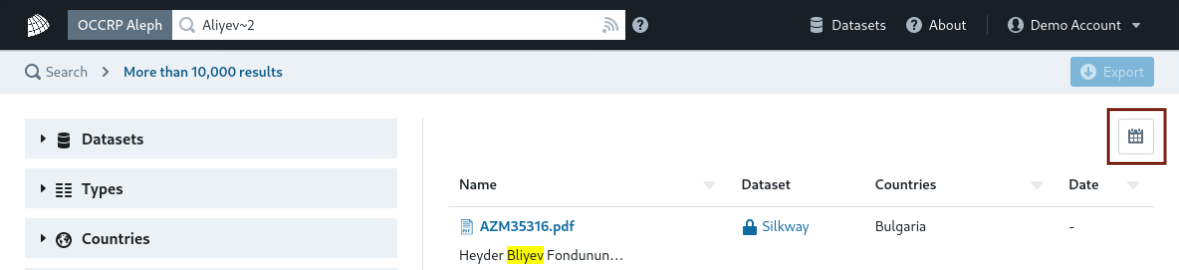 OCCRP Aleph Aliyev~2 Datasets About Demo Account
Search More than 10,000 results Export
Datasets
Types
Countries
Name Dataset Countries Date
AZM35316.pdf Silkway Bulgaria -
Heyder Bliyev Fondunun...